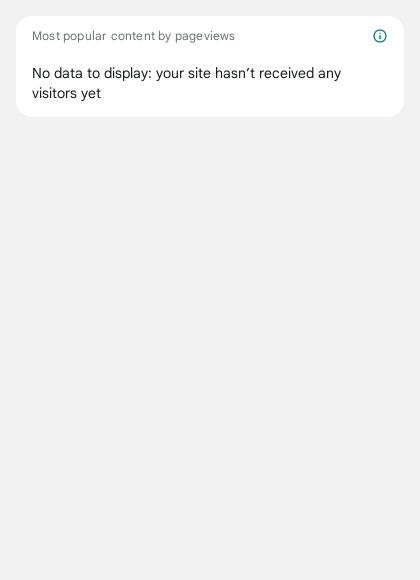 Most popular content by pageviews
No data to display: your site hasn’t received any
visitors yet